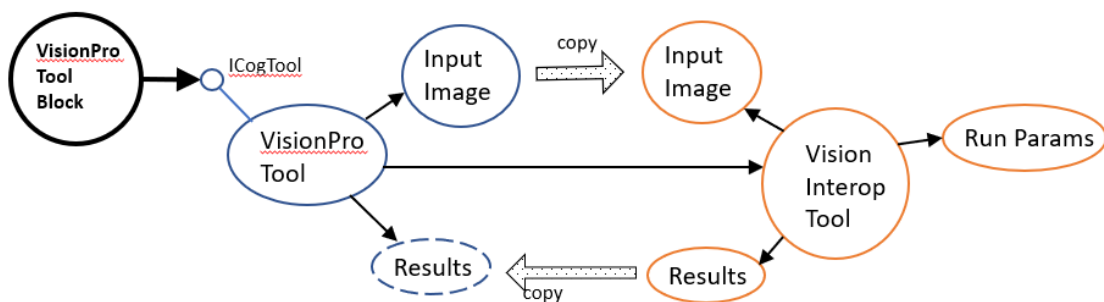 VisionPro
Tool
Block
ICogTool
Input
Image
copy
Input
Image
VisionPro
Tool
Vision
Interop
Tool
Run Params
Results
copy
Results